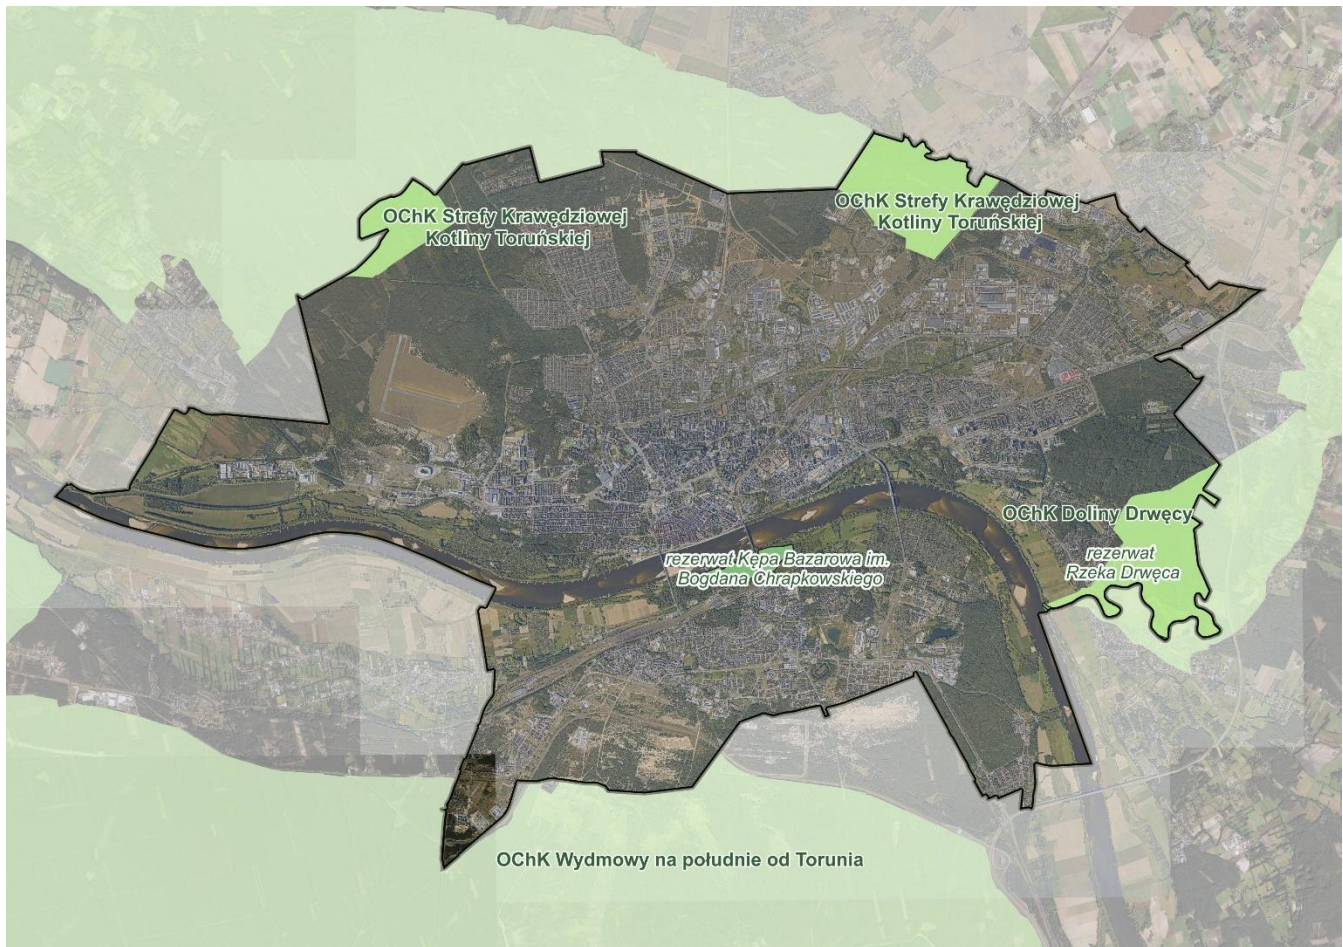 OChK Strefy Krawędziowej
Kotliny Toruńskiej
OChK Strefy Krawędziowej
Kotliny Toruńskiej
OChK Doliny Drwęcy
rezerwat
Rzeka Drwęca
rezerwat Kępa Bazarowa im.
Bogdana Chrapkowskiego
OChK Wydmowy na południe od Torunia